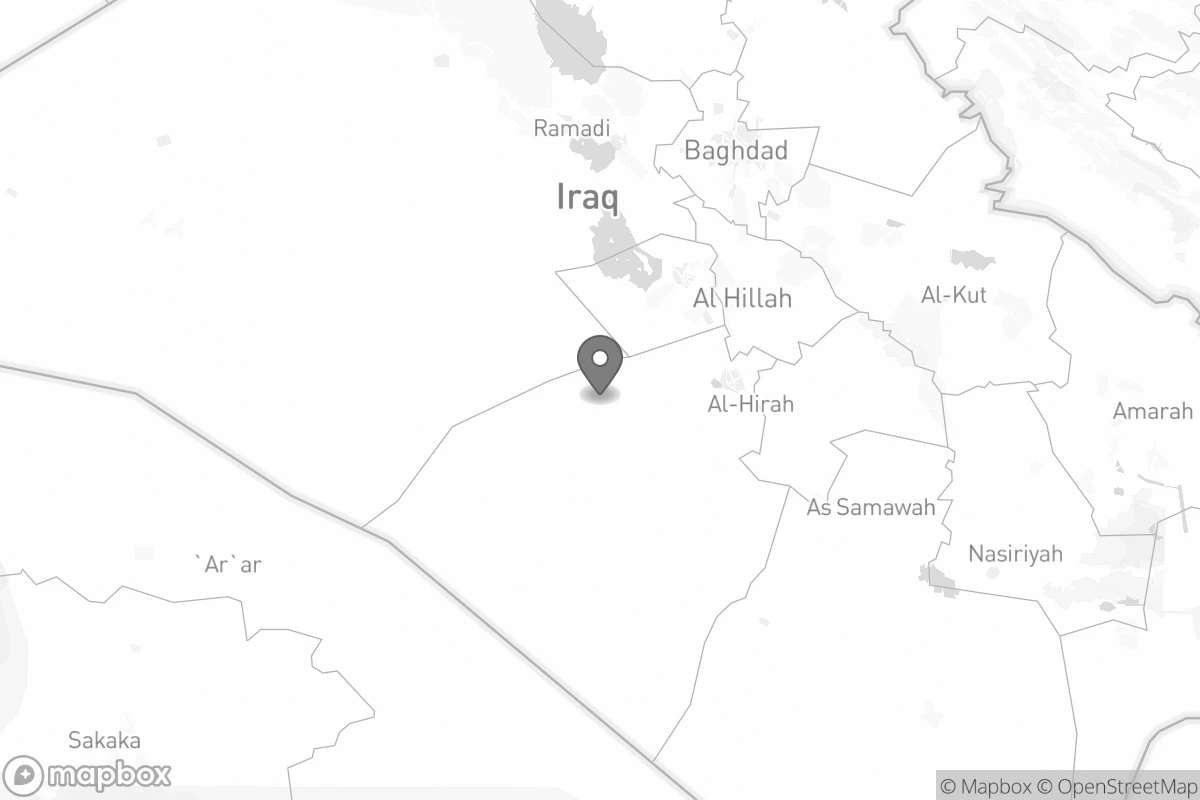 Ramadi
Baghdad
Iraq
Al Hillah
Al-Kut
Al-Hirah
Amarah
As Samawah
Nasiriyah
`Ar`ar
Sakaka
mapbox
© Mapbox © OpenStreetMap